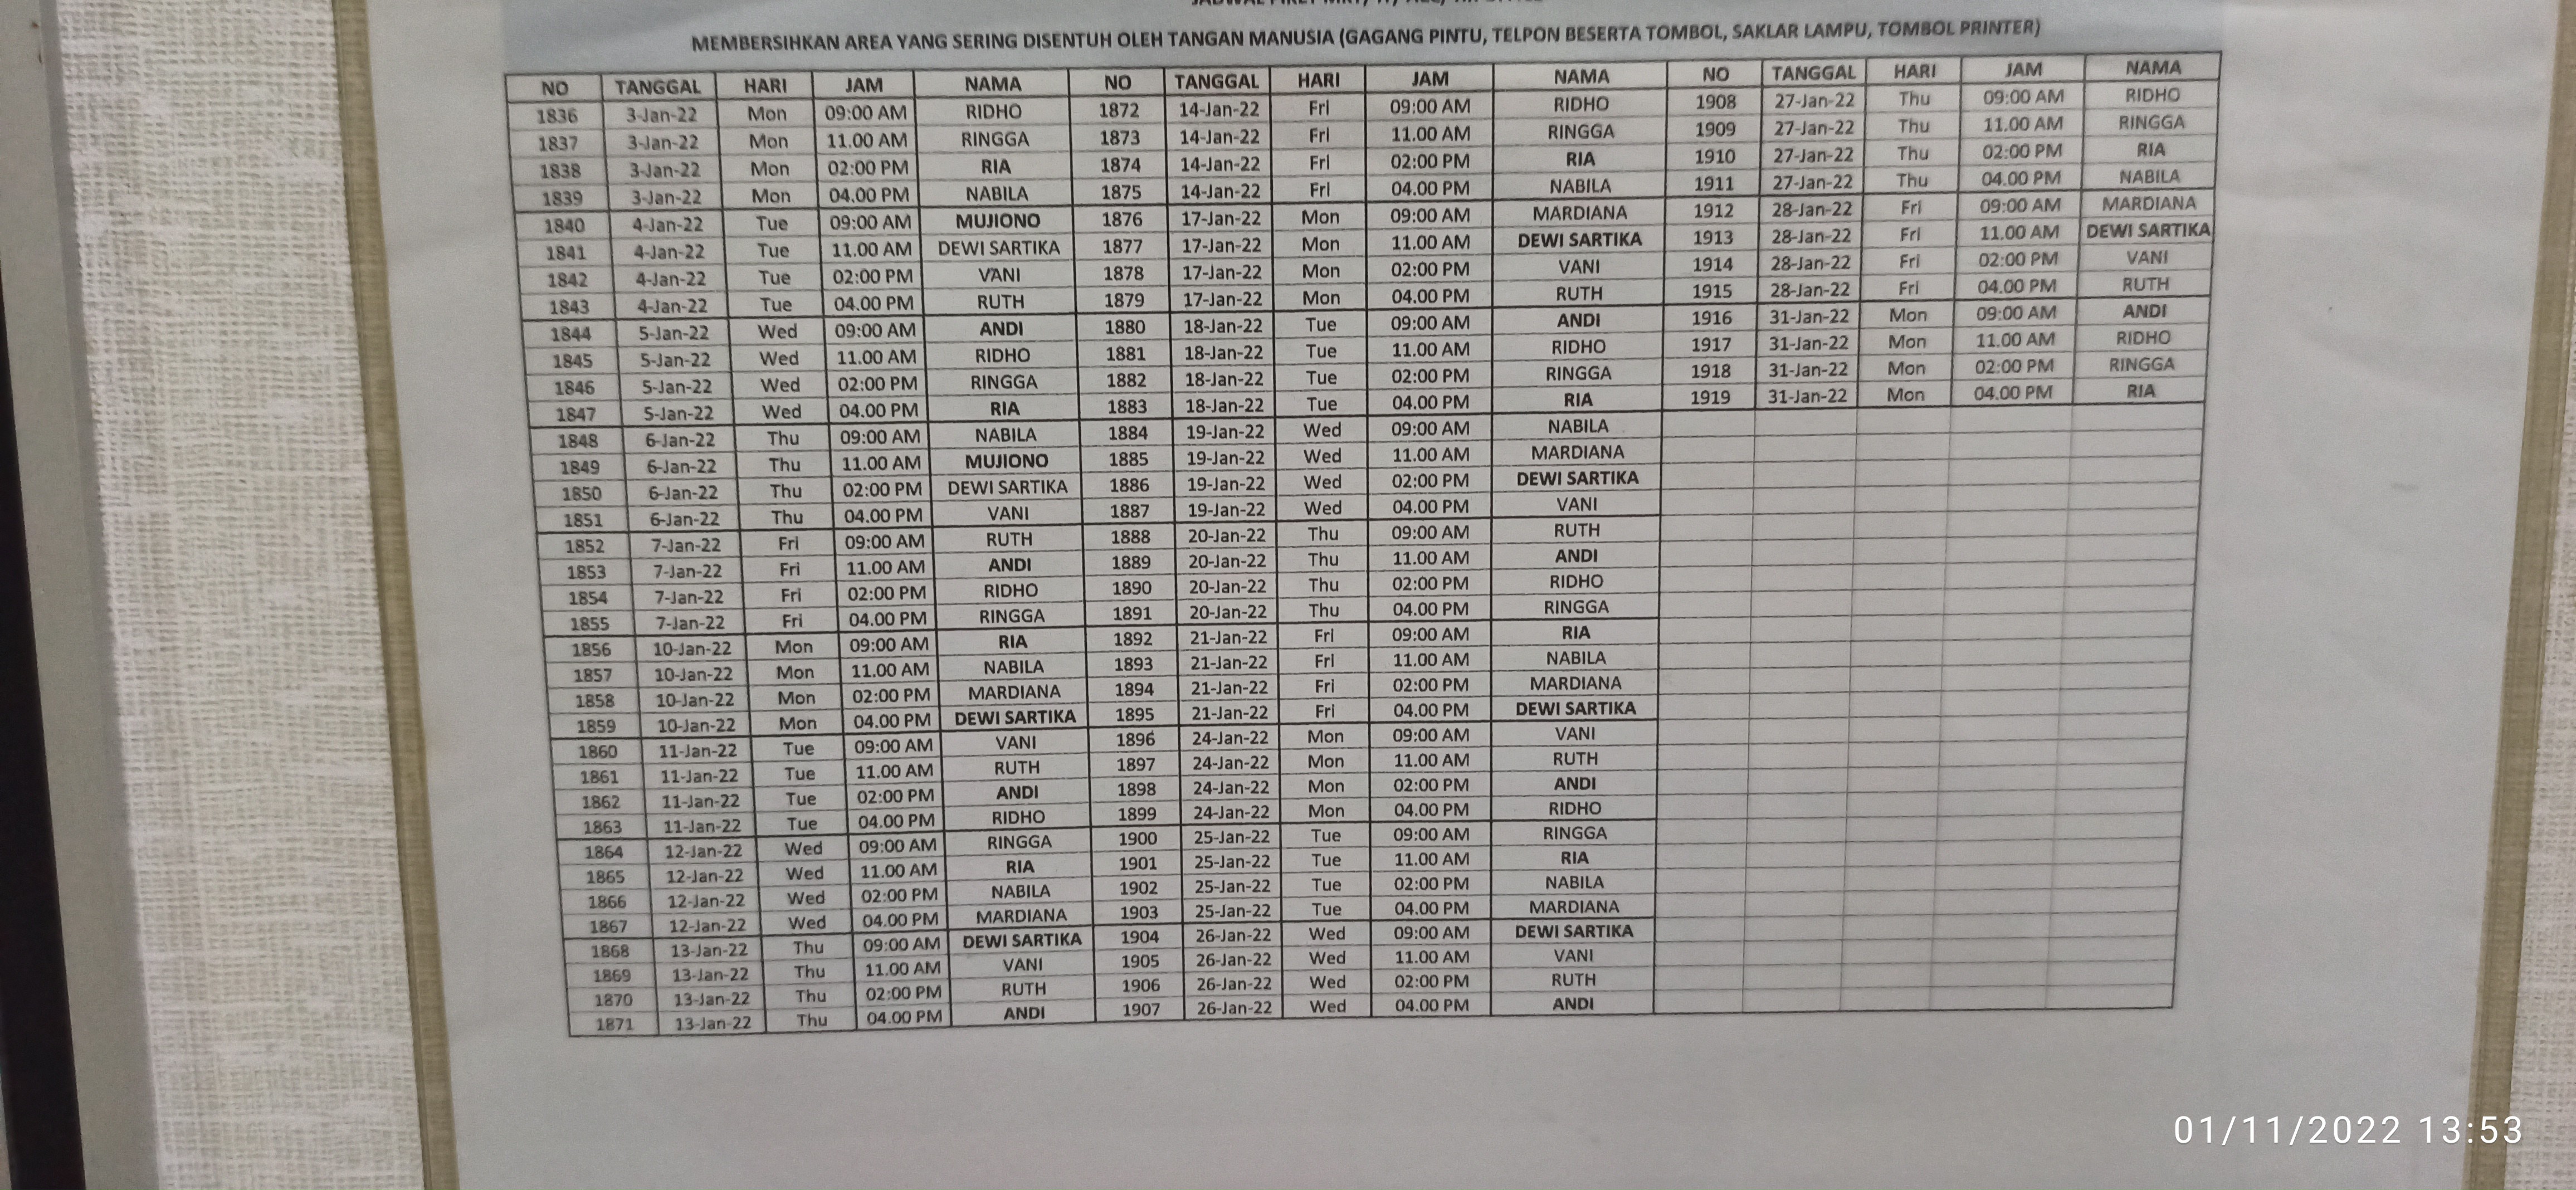 MEMBERSIHKAN AREA YANG SERING DISENTUH OLEH TANGAN MANUSIA (GAGANG PINTU, TELPON BESERTA TOMBOL, SAKLAR LAMPU, TOMBOL PRINTER)
NO TANGGAL HARI JAM NAMA NO TANGGAL HARI JAM NAMA NO TANGGAL HARI JAM NAMA
1836 3-Jan-22 Mon 09:00 AM RIDHO 1872 14-Jan-22 Fri 09:00 AM RIDHO 1908 27-Jan-22 Thu 09:00 AM RIDHO
1837 3-Jan-22 Mon 11.00 AM RINGGA 1873 14-Jan-22 Fri 11.00 AM RINGGA 1909 27-Jan-22 Thu 11.00 AM RINGGA
1838 3-Jan-22 Mon 02:00 PM RIA 1874 14-Jan-22 Fri 02:00 PM RIA 1910 27-Jan-22 Thu 02:00 PM RIA
1839 3-Jan-22 Mon 04.00 PM NABILA 1875 14-Jan-22 Fri 04.00 PM NABILA 1911 27-Jan-22 Thu 04.00 PM NABILA
1840 4-Jan-22 Tue 09:00 AM MUJIONO 1876 17-Jan-22 Mon 09:00 AM MARDIANA 1912 28-Jan-22 Fri 09:00 AM MARDIANA
1841 4-Jan-22 Tue 11.00 AM DEWI SARTIKA 1877 17-Jan-22 Mon 11.00 AM DEWI SARTIKA 1913 28-Jan-22 Fri 11.00 AM DEWI SARTIKA
1842 4-Jan-22 Tue 02:00 PM VANI 1878 17-Jan-22 Mon 02:00 PM VANI 1914 28-Jan-22 Fri 02:00 PM VANI
1843 4-Jan-22 Tue 04.00 PM RUTH 1879 17-Jan-22 Mon 04.00 PM RUTH 1915 28-Jan-22 Fri 04.00 PM RUTH
1844 5-Jan-22 Wed 09:00 AM ANDI 1880 18-Jan-22 Tue 09:00 AM ANDI 1916 31-Jan-22 Mon 09:00 AM ANDI
1845 5-Jan-22 Wed 11.00 AM RIDHO 1881 18-Jan-22 Tue 11.00 AM RIDHO 1917 31-Jan-22 Mon 11.00 AM RIDHO
1846 5-Jan-22 Wed 02:00 PM RINGGA 1882 18-Jan-22 Tue 02:00 PM RINGGA 1918 31-Jan-22 Mon 02:00 PM RINGGA
1847 5-Jan-22 Wed 04.00 PM RIA 1883 18-Jan-22 Tue 04.00 PM RIA 1919 31-Jan-22 Mon 04.00 PM RIA
1848 6-Jan-22 Thu 09:00 AM NABILA 1884 19-Jan-22 Wed 09:00 AM NABILA
1849 6-Jan-22 Thu 11.00 AM MUJIONO 1885 19-Jan-22 Wed 11.00 AM MARDIANA
1850 6-Jan-22 Thu 02:00 PM DEWI SARTIKA 1886 19-Jan-22 Wed 02:00 PM DEWI SARTIKA
1851 6-Jan-22 Thu 04.00 PM VANI 1887 19-Jan-22 Wed 04.00 PM VANI
1852 7-Jan-22 Fri 09:00 AM RUTH 1888 20-Jan-22 Thu 09:00 AM RUTH
1853 7-Jan-22 Fri 11.00 AM ANDI 1889 20-Jan-22 Thu 11.00 AM ANDI
1854 7-Jan-22 Fri 02:00 PM RIDHO 1890 20-Jan-22 Thu 02:00 PM RIDHO
1855 7-Jan-22 Fri 04.00 PM RINGGA 1891 20-Jan-22 Thu 04.00 PM RINGGA
1856 10-Jan-22 Mon 09:00 AM RIA 1892 21-Jan-22 Fri 09:00 AM RIA
1857 10-Jan-22 Mon 11.00 AM NABILA 1893 21-Jan-22 Fri 11.00 AM NABILA
1858 10-Jan-22 Mon 02:00 PM MARDIANA 1894 21-Jan-22 Fri 02:00 PM MARDIANA
1859 10-Jan-22 Mon 04.00 PM DEWI SARTIKA 1895 21-Jan-22 Fri 04.00 PM DEWI SARTIKA
1860 11-Jan-22 Tue 09:00 AM VANI 1896 24-Jan-22 Mon 09:00 AM VANI
1861 11-Jan-22 Tue 11.00 AM RUTH 1897 24-Jan-22 Mon 11.00 AM RUTH
1862 11-Jan-22 Tue 02:00 PM ANDI 1898 24-Jan-22 Mon 02:00 PM ANDI
1863 11-Jan-22 Tue 04.00 PM RIDHO 1899 24-Jan-22 Mon 04.00 PM RIDHO
1864 12-Jan-22 Wed 09:00 AM RINGGA 1900 25-Jan-22 Tue 09:00 AM RINGGA
1865 12-Jan-22 Wed 11.00 AM RIA 1901 25-Jan-22 Tue 11.00 AM RIA
1866 12-Jan-22 Wed 02:00 PM NABILA 1902 25-Jan-22 Tue 02:00 PM NABILA
1867 12-Jan-22 Wed 04.00 PM MARDIANA 1903 25-Jan-22 Tue 04.00 PM MARDIANA
1868 13-Jan-22 Thu 09:00 AM DEWI SARTIKA 1904 26-Jan-22 Wed 09:00 AM DEWI SARTIKA
1869 13-Jan-22 Thu 11.00 AM VANI 1905 26-Jan-22 Wed 11.00 AM VANI
1870 13-Jan-22 Thu 02:00 PM RUTH 1906 26-Jan-22 Wed 02:00 PM RUTH
1871 13-Jan-22 Thu 04.00 PM ANDI 1907 26-Jan-22 Wed 04.00 PM ANDI
01/11/2022 13:53